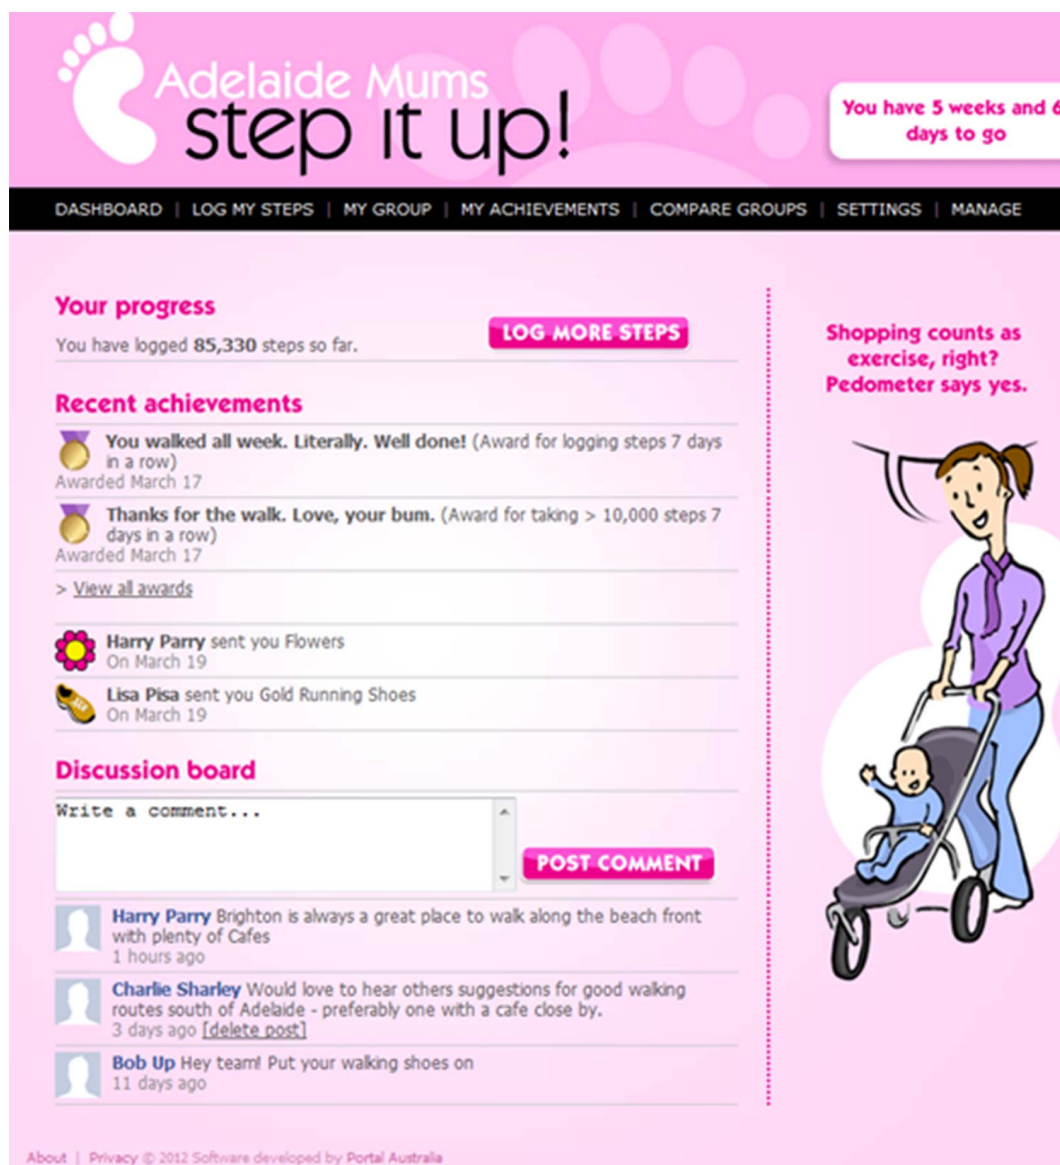 Adelaide Mums
step it up!
You have 5 weeks and 6
days to go
DASHBOARD | LOG MY STEPS | MY GROUP | MY ACHIEVEMENTS | COMPARE GROUPS | SETTINGS | MANAGE
Your progress
You have logged 85,330 steps so far.
LOG MORE STEPS
Recent achievements
You walked all week. Literally. Well done! (Award for logging steps 7 days
in a row)
Awarded March 17
Thanks for the walk. Love, your bum. (Award for taking > 10,000 steps 7
days in a row)
Awarded March 17
> View all awards
Harry Parry sent you Flowers
On March 19
Lisa Pisa sent you Gold Running Shoes
On March 19
Discussion board
Write a comment...
POST COMMENT
Harry Parry Brighton is always a great place to walk along the beach front
with plenty of Cafes
1 hours ago
Charlie Sharley Would love to hear others suggestions for good walking
routes south of Adelaide - preferably one with a cafe close by.
3 days ago [delete post]
Bob Up Hey team! Put your walking shoes on
11 days ago
Shopping counts as
exercise, right?
Pedometer says yes.
About | Privacy © 2012 Software developed by Portal Australia